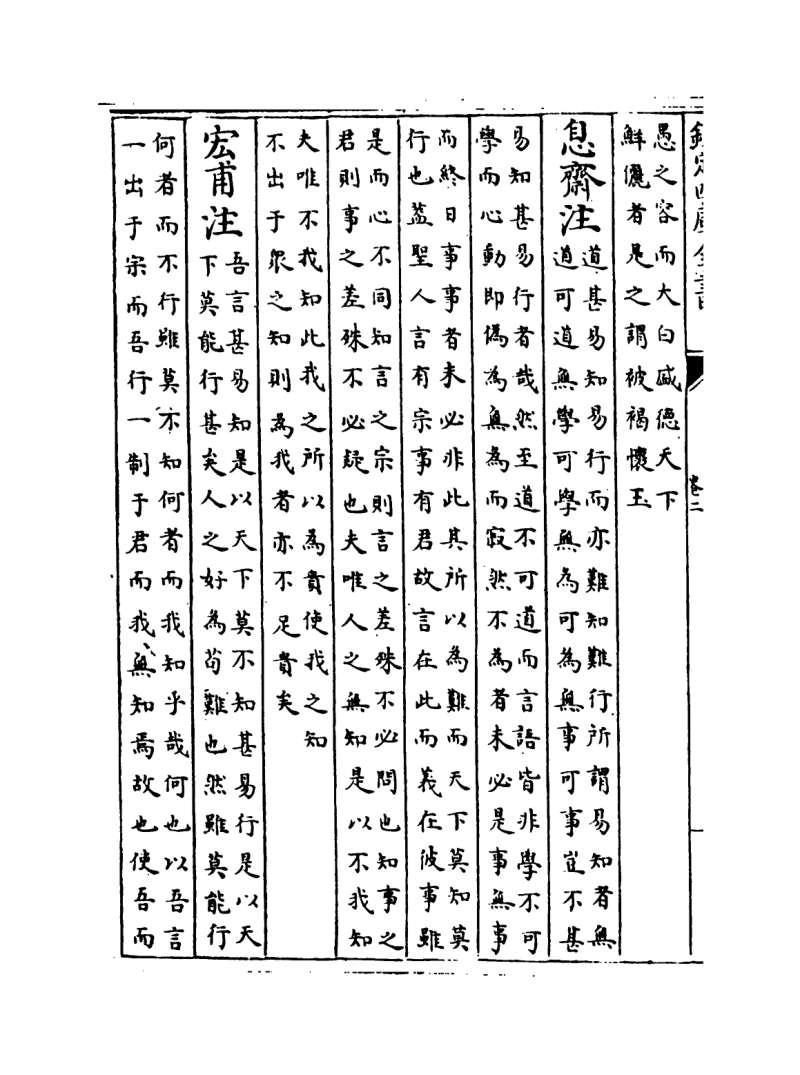 欽定四庫全書 卷二
愚之容而大白盛德天下
鮮儷者是之謂被褐懷玉
息齋注
道甚易知易行而亦難知難行所謂易知者無
道可道無學可學無為可為無事可事豈不甚
易知甚易行者哉然至道不可道而言語皆非學不可
學而心動即偽為無為而寂然不為者未必是事無事
而終日事事者未必非此其所以為難而天下莫知莫
行也葢聖人言有宗事有君故言在此而義在彼事雖
是而心不同知言之宗則言之差殊不必問也知事之
君則事之差殊不必疑也夫唯人之無知是以不我知
夫唯不我知此我之所以為貴使我之知
不出于衆之知則為我者亦不足貴矣
宏甫注
吾言甚易知是以天下莫不知甚易行是以天
下莫能行甚矣人之好為苟難也然雖莫能行
何者而不行雖莫不知何者而我知乎哉何也以吾言
一出于宗而吾行一制于君而我無知焉故也使吾而